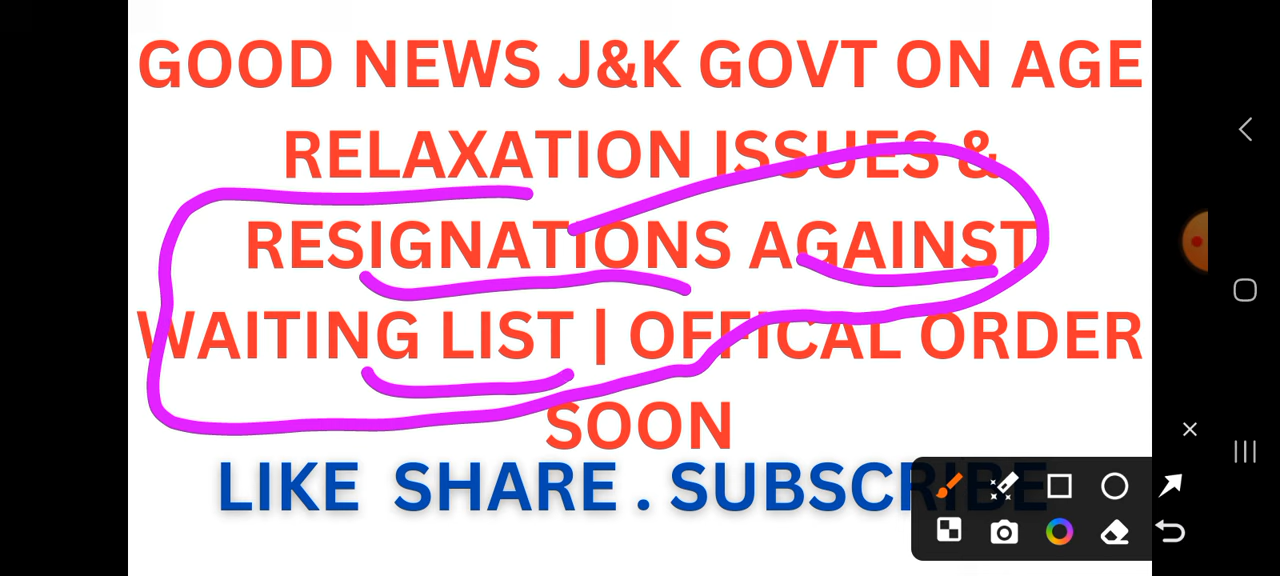 GOOD NEWS J&K GOVT ON AGE
RELAXATION ISSUES &
RESIGNATIONS AGAINST
WAITING LIST | OFFICAL ORDER
SOON
LIKE SHARE . SUBSCRIBE